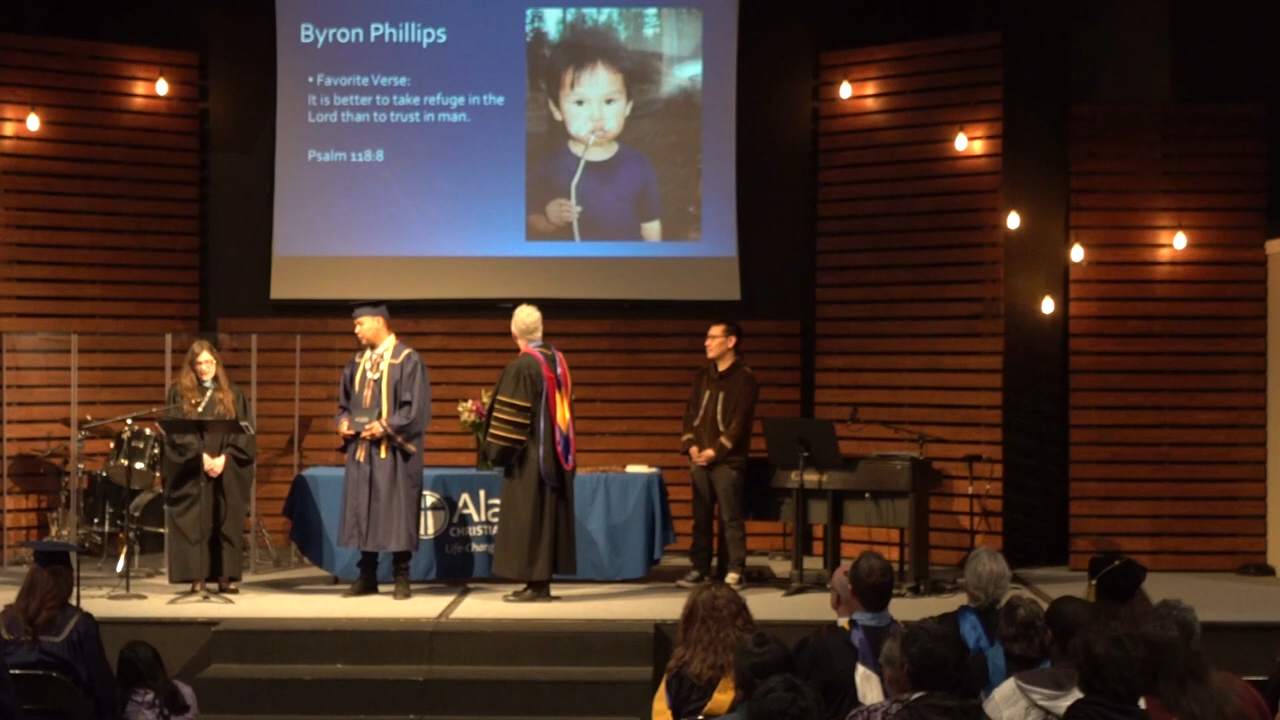 Byron Phillips
• Favorite Verse:
It is better to take refuge in the
Lord than to trust in man.
Psalm 118:8
Ala
CHRISTIA
Life-Chang